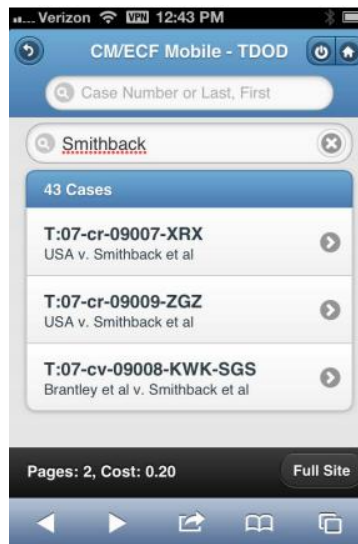 Verizon VPN 12:43 PM
CM/ECF Mobile - TDOD
Case Number or Last, First
Smithback
43 Cases
T:07-cr-09007-XRX
USA v. Smithback et al
T:07-cr-09009-ZGZ
USA v. Smithback et al
T:07-cv-09008-KWK-SGS
Brantley et al v. Smithback et al
Pages: 2, Cost: 0.20
Full Site